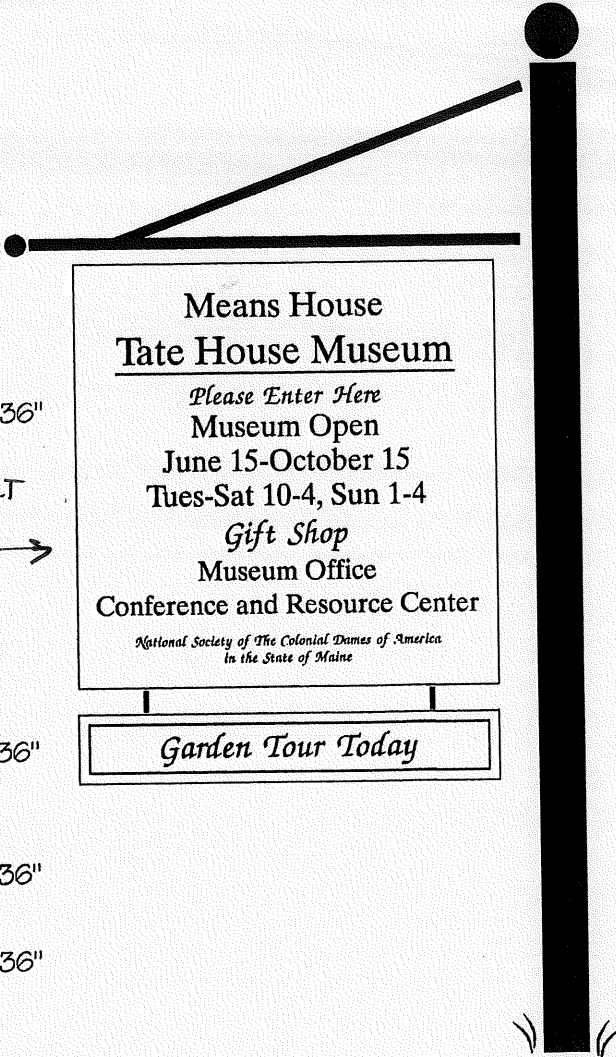 Means House
Tate House Museum
Please Enter Here
Museum Open
June 15-October 15
Tues-Sat 10-4, Sun 1-4
Gift Shop
Museum Office
Conference and Resource Center
National Society of The Colonial Dames of America
in the State of Maine
Garden Tour Today
36"
36"
36"
36"